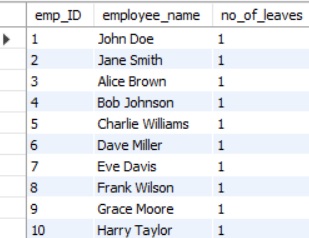 emp_ID employee_name no_of_leaves
1 John Doe 1
2 Jane Smith 1
3 Alice Brown 1
4 Bob Johnson 1
5 Charlie Williams 1
6 Dave Miller 1
7 Eve Davis 1
8 Frank Wilson 1
9 Grace Moore 1
10 Harry Taylor 1